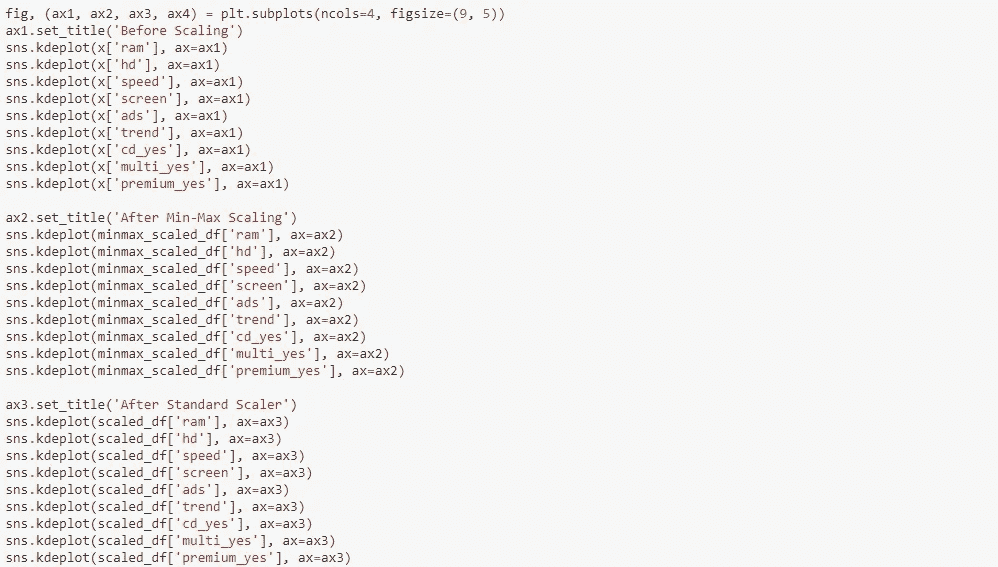 fig, (ax1, ax2, ax3, ax4) = plt.subplots(ncols=4, figsize=(9, 5))
ax1.set_title('Before Scaling')
sns.kdeplot(x['ram'], ax=ax1)
sns.kdeplot(x['hd'], ax=ax1)
sns.kdeplot(x['speed'], ax=ax1)
sns.kdeplot(x['screen'], ax=ax1)
sns.kdeplot(x['ads'], ax=ax1)
sns.kdeplot(x['trend'], ax=ax1)
sns.kdeplot(x['cd_yes'], ax=ax1)
sns.kdeplot(x['multi_yes'], ax=ax1)
sns.kdeplot(x['premium_yes'], ax=ax1)

ax2.set_title('After Min-Max Scaling')
sns.kdeplot(minmax_scaled_df['ram'], ax=ax2)
sns.kdeplot(minmax_scaled_df['hd'], ax=ax2)
sns.kdeplot(minmax_scaled_df['speed'], ax=ax2)
sns.kdeplot(minmax_scaled_df['screen'], ax=ax2)
sns.kdeplot(minmax_scaled_df['ads'], ax=ax2)
sns.kdeplot(minmax_scaled_df['trend'], ax=ax2)
sns.kdeplot(minmax_scaled_df['cd_yes'], ax=ax2)
sns.kdeplot(minmax_scaled_df['multi_yes'], ax=ax2)
sns.kdeplot(minmax_scaled_df['premium_yes'], ax=ax2)

ax3.set_title('After Standard Scaler')
sns.kdeplot(scaled_df['ram'], ax=ax3)
sns.kdeplot(scaled_df['hd'], ax=ax3)
sns.kdeplot(scaled_df['speed'], ax=ax3)
sns.kdeplot(scaled_df['screen'], ax=ax3)
sns.kdeplot(scaled_df['ads'], ax=ax3)
sns.kdeplot(scaled_df['trend'], ax=ax3)
sns.kdeplot(scaled_df['cd_yes'], ax=ax3)
sns.kdeplot(scaled_df['multi_yes'], ax=ax3)
sns.kdeplot(scaled_df['premium_yes'], ax=ax3)